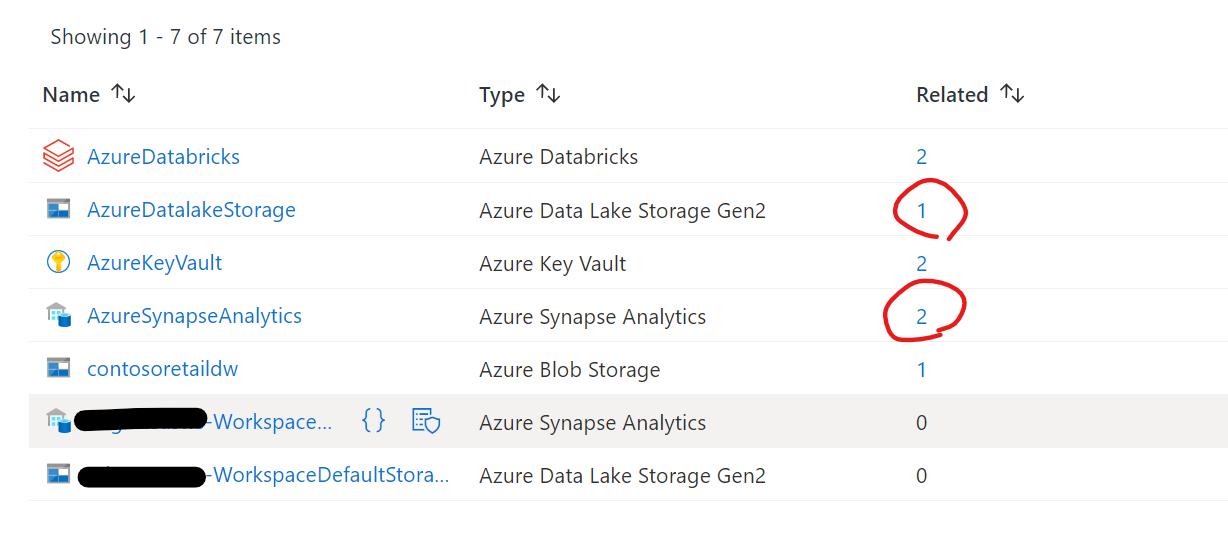 Showing 1 - 7 of 7 items
Name Type Related
AzureDatabricks Azure Databricks 2
AzureDatalakeStorage Azure Data Lake Storage Gen2 1
AzureKeyVault Azure Key Vault 2
AzureSynapseAnalytics Azure Synapse Analytics 2
contosoretaildw Azure Blob Storage 1
-Workspace... {} Azure Synapse Analytics 0
-WorkspaceDefaultStora... Azure Data Lake Storage Gen2 0